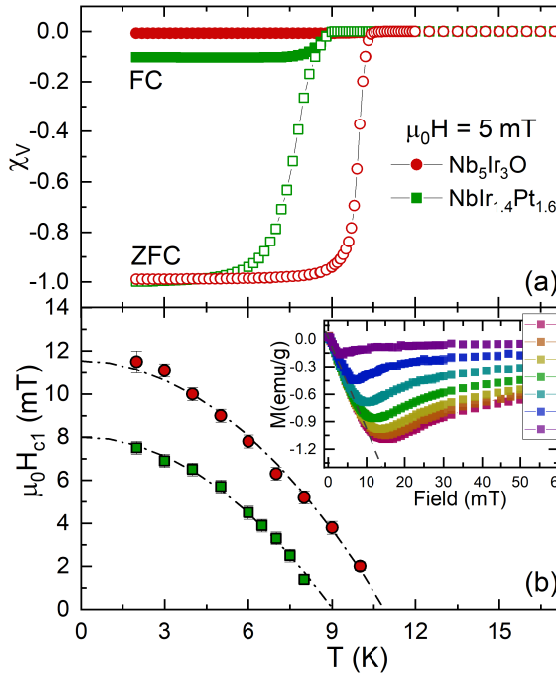 0.0
-0.2
-0.4
-0.6
-0.8
-1.0
χV
FC
ZFC
μ0H = 5 mT
Nb5Ir3O
(a)
14
12
10
8
6
4
2
0
μ0Hc1 (mT)
0.0
-0.3
-0.6
-0.9
-1.2
M(emu/g)
0 10 20 30 40 50
Field (mT)
(b)
0 3 6 9 12 15
T (K)